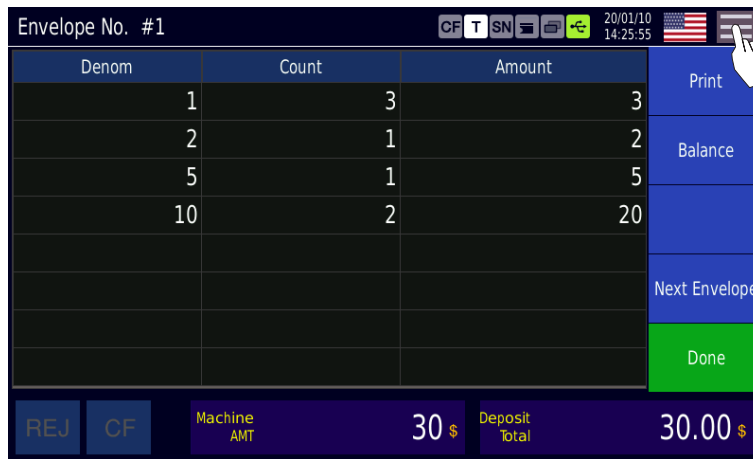 Envelope No. #1 CF T SN 20/01/10
14:25:55
Denom Count Amount
1 3 3
2 1 2
5 1 5
10 2 20
Print
Balance
Next Envelope
Done
REJ CF Machine AMT 30 $ Deposit Total 30.00 $